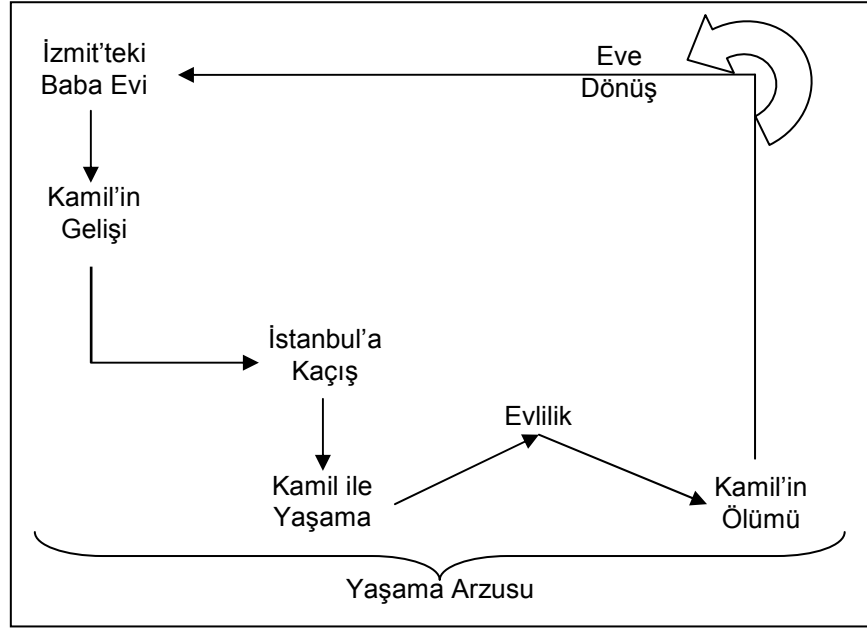 İzmit’teki
Baba Evi
Eve
Dönüş
Kamil’in
Gelişi
İstanbul’a
Kaçış
Evlilik
Kamil ile
Yaşama
Kamil’in
Ölümü
Yaşama Arzusu